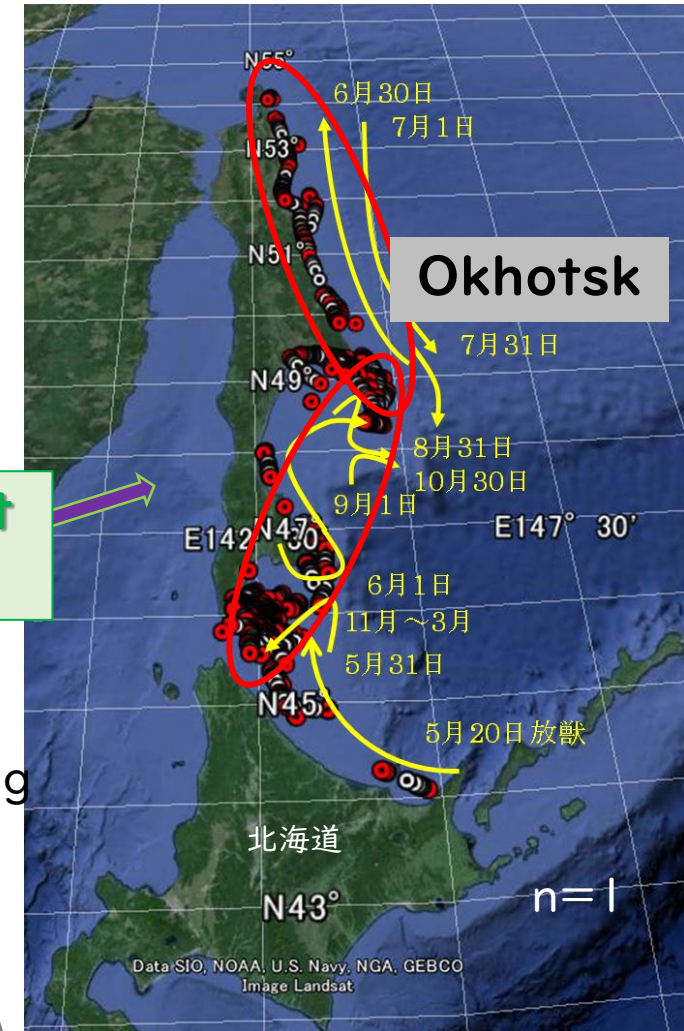 N55°
6月30日
7月1日
N53°
N51°
Okhotsk
7月31日
N49°
8月31日
10月30日
9月1日
t
E142 30'
N47°
E147° 30'
6月1日
11月～3月
5月31日
N45°
5月20日放獣
g
北海道
N43°
n=1
Data SIO, NOAA, U.S. Navy, NGA, GEBCO
Image Landsat